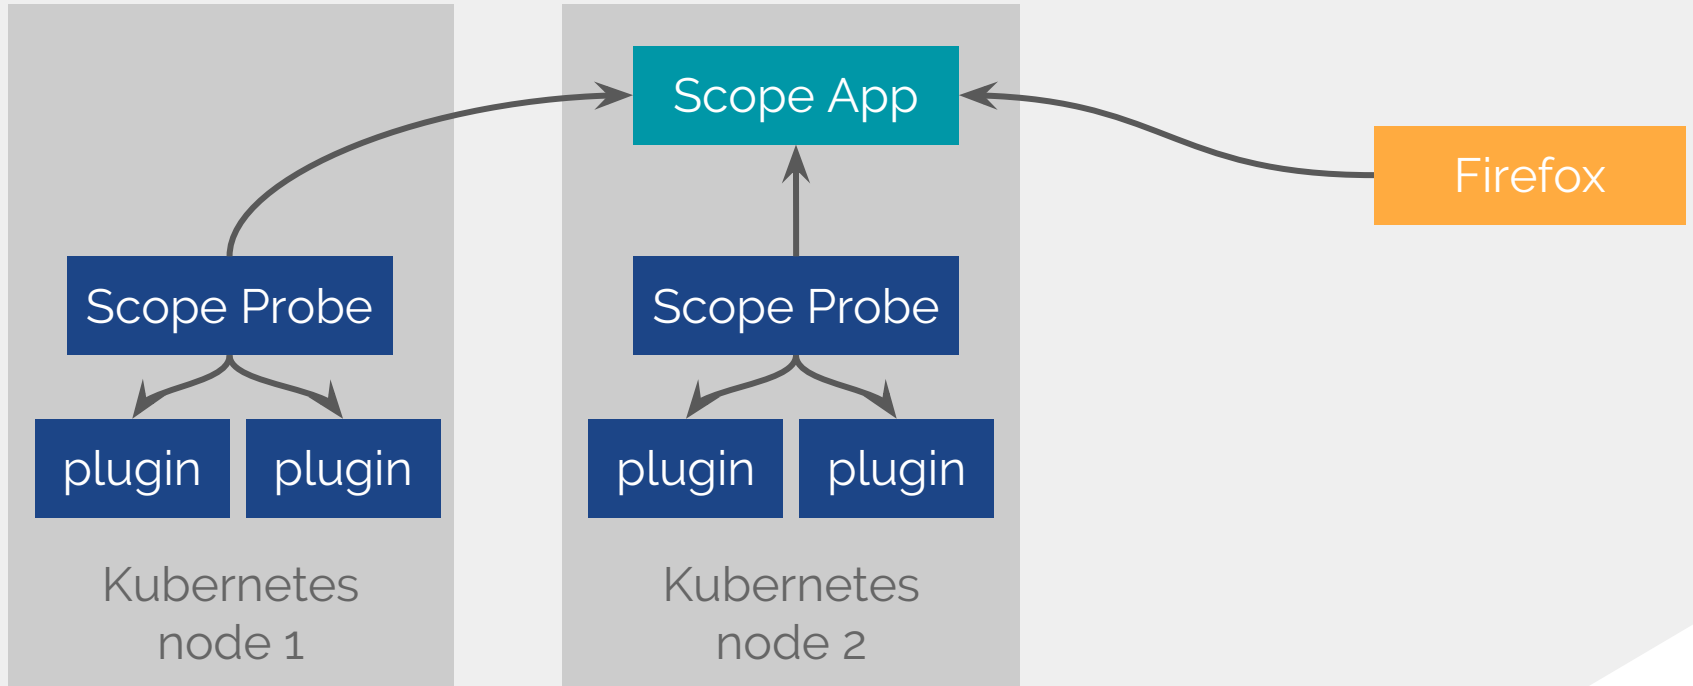 Scope App
Firefox
Scope Probe
Scope Probe
plugin
plugin
plugin
plugin
Kubernetes
node 1
Kubernetes
node 2